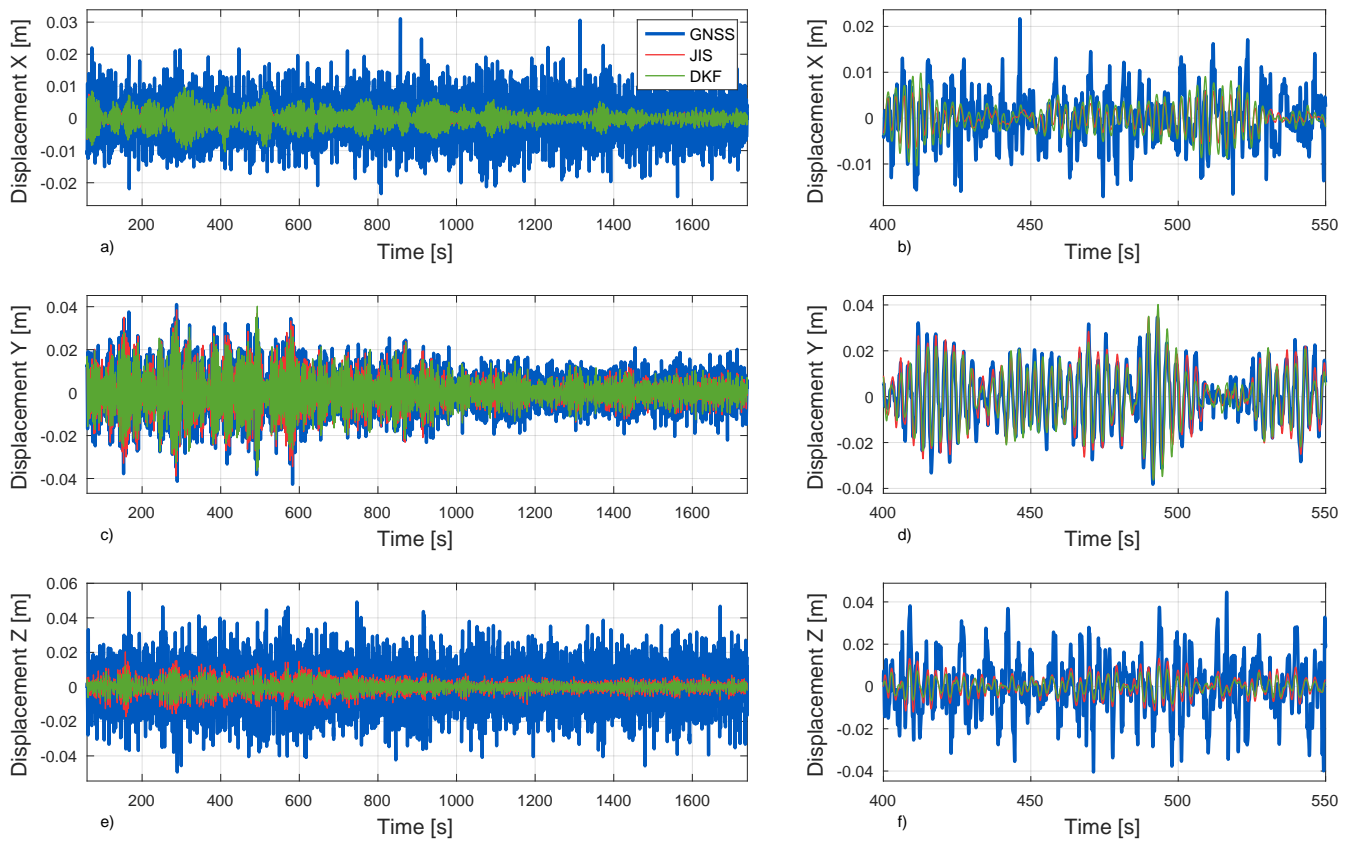 0.03
0.02
0.01
0
-0.01
-0.02
Displacement X [m]
GNSS
JIS
DKF
200 400 600 800 1000 1200 1400 1600
Time [s]
a)
0.02
0.01
0
-0.01
Displacement X [m]
400 450 500 550
Time [s]
b)
0.04
0.02
0
-0.02
-0.04
Displacement Y [m]
200 400 600 800 1000 1200 1400 1600
Time [s]
c)
0.04
0.02
0
-0.02
-0.04
Displacement Y [m]
400 450 500 550
Time [s]
d)
0.06
0.04
0.02
0
-0.02
-0.04
Displacement Z [m]
200 400 600 800 1000 1200 1400 1600
Time [s]
e)
0.04
0.02
0
-0.02
-0.04
Displacement Z [m]
400 450 500 550
Time [s]
f)